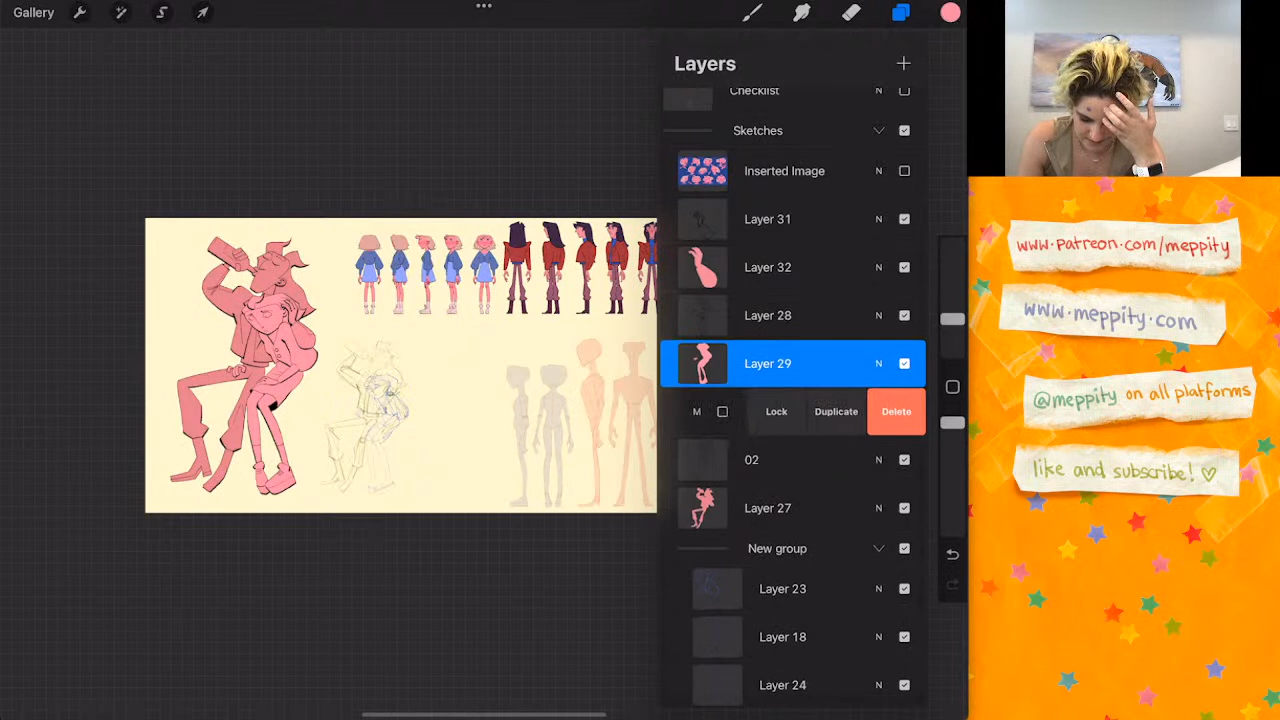 Gallery
Layers
Checklist N
Sketches
Inserted Image N
Layer 31 N
Layer 32 N
Layer 28 N
Layer 29 N
M Lock Duplicate Delete
02 N
Layer 27 N
New group
Layer 23 N
Layer 18 N
Layer 24 N
www.patreon.com/meppity
www.meppity.com
@meppity on all platforms
like and subscribe! ♡